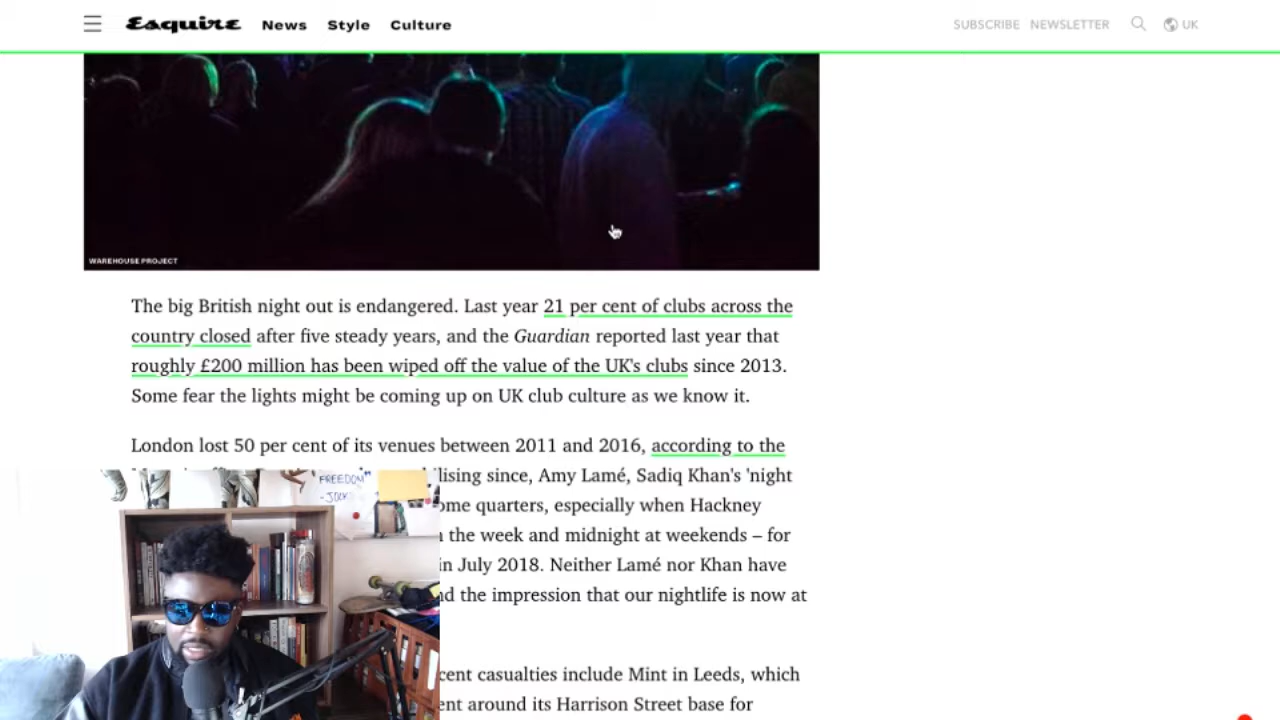 Esquire News Style Culture SUBSCRIBE NEWSLETTER UK
WAREHOUSE PROJECT
The big British night out is endangered. Last year 21 per cent of clubs across the
country closed after five steady years, and the Guardian reported last year that
roughly £200 million has been wiped off the value of the UK's clubs since 2013.
Some fear the lights might be coming up on UK club culture as we know it.
London lost 50 per cent of its venues between 2011 and 2016, according to the
ilising since, Amy Lamé, Sadiq Khan's 'night
ome quarters, especially when Hackney
the week and midnight at weekends – for
in July 2018. Neither Lamé nor Khan have
d the impression that our nightlife is now at
cent casualties include Mint in Leeds, which
ent around its Harrison Street base for
FREEDOM"